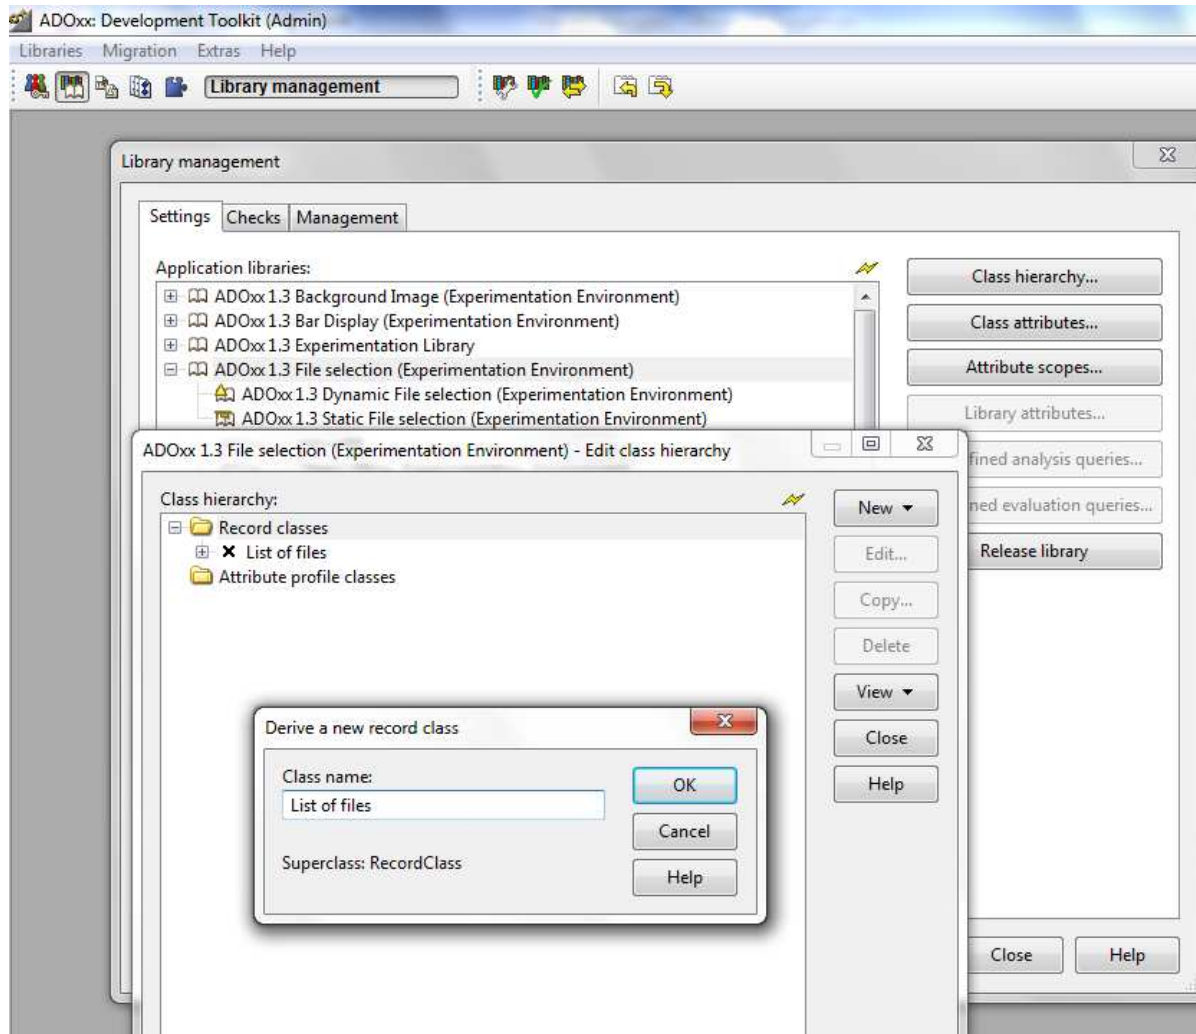 ADOxx: Development Toolkit (Admin)
Libraries Migration Extras Help
Library management
Library management
Settings Checks Management
Application libraries:
ADOxx 1.3 Background Image (Experimentation Environment)
ADOxx 1.3 Bar Display (Experimentation Environment)
ADOxx 1.3 Experimentation Library
ADOxx 1.3 File selection (Experimentation Environment)
ADOxx 1.3 Dynamic File selection (Experimentation Environment)
ADOxx 1.3 Static File selection (Experimentation Environment)
Class hierarchy...
Class attributes...
Attribute scopes...
Library attributes...
fined analysis queries...
ned evaluation queries...
Release library
Close Help
ADOxx 1.3 File selection (Experimentation Environment) - Edit class hierarchy
Class hierarchy:
Record classes
List of files
Attribute profile classes
New
Edit...
Copy...
Delete
View
Close
Help
Derive a new record class
Class name:
List of files
Superclass: RecordClass
OK
Cancel
Help